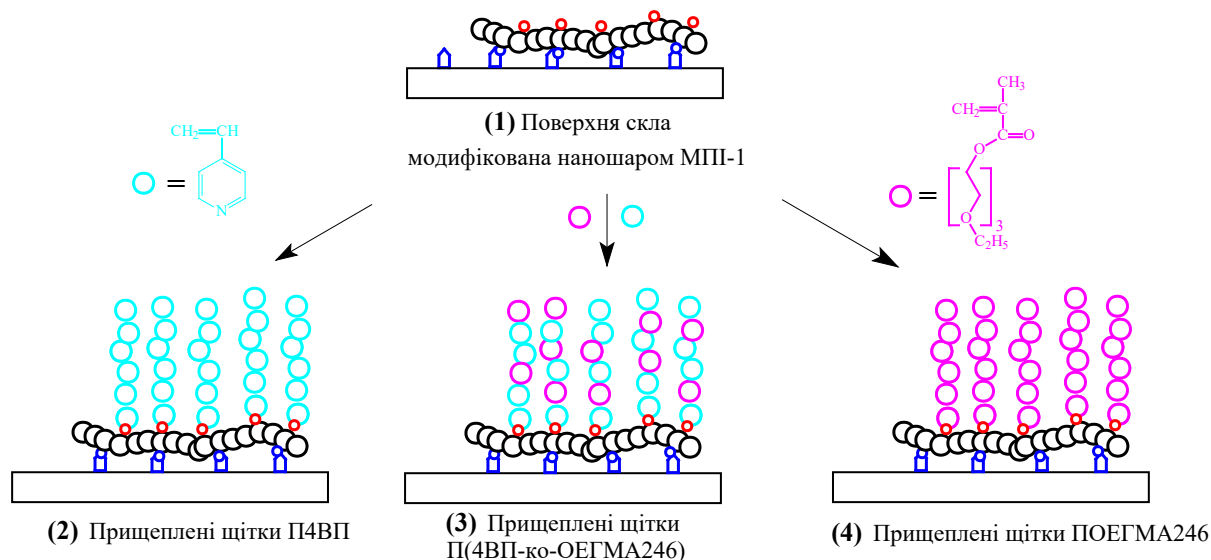 (1) Поверхня скла
модифікована наношаром МПІ-1
CH2=CH
N
=
CH3
CH2
C
C=O
O
=
O
3
C2H5
(2) Прищеплені щітки П4ВП
(3) Прищеплені щітки
П(4ВП-ко-ОЕГМА246)
(4) Прищеплені щітки ПОЕГМА246